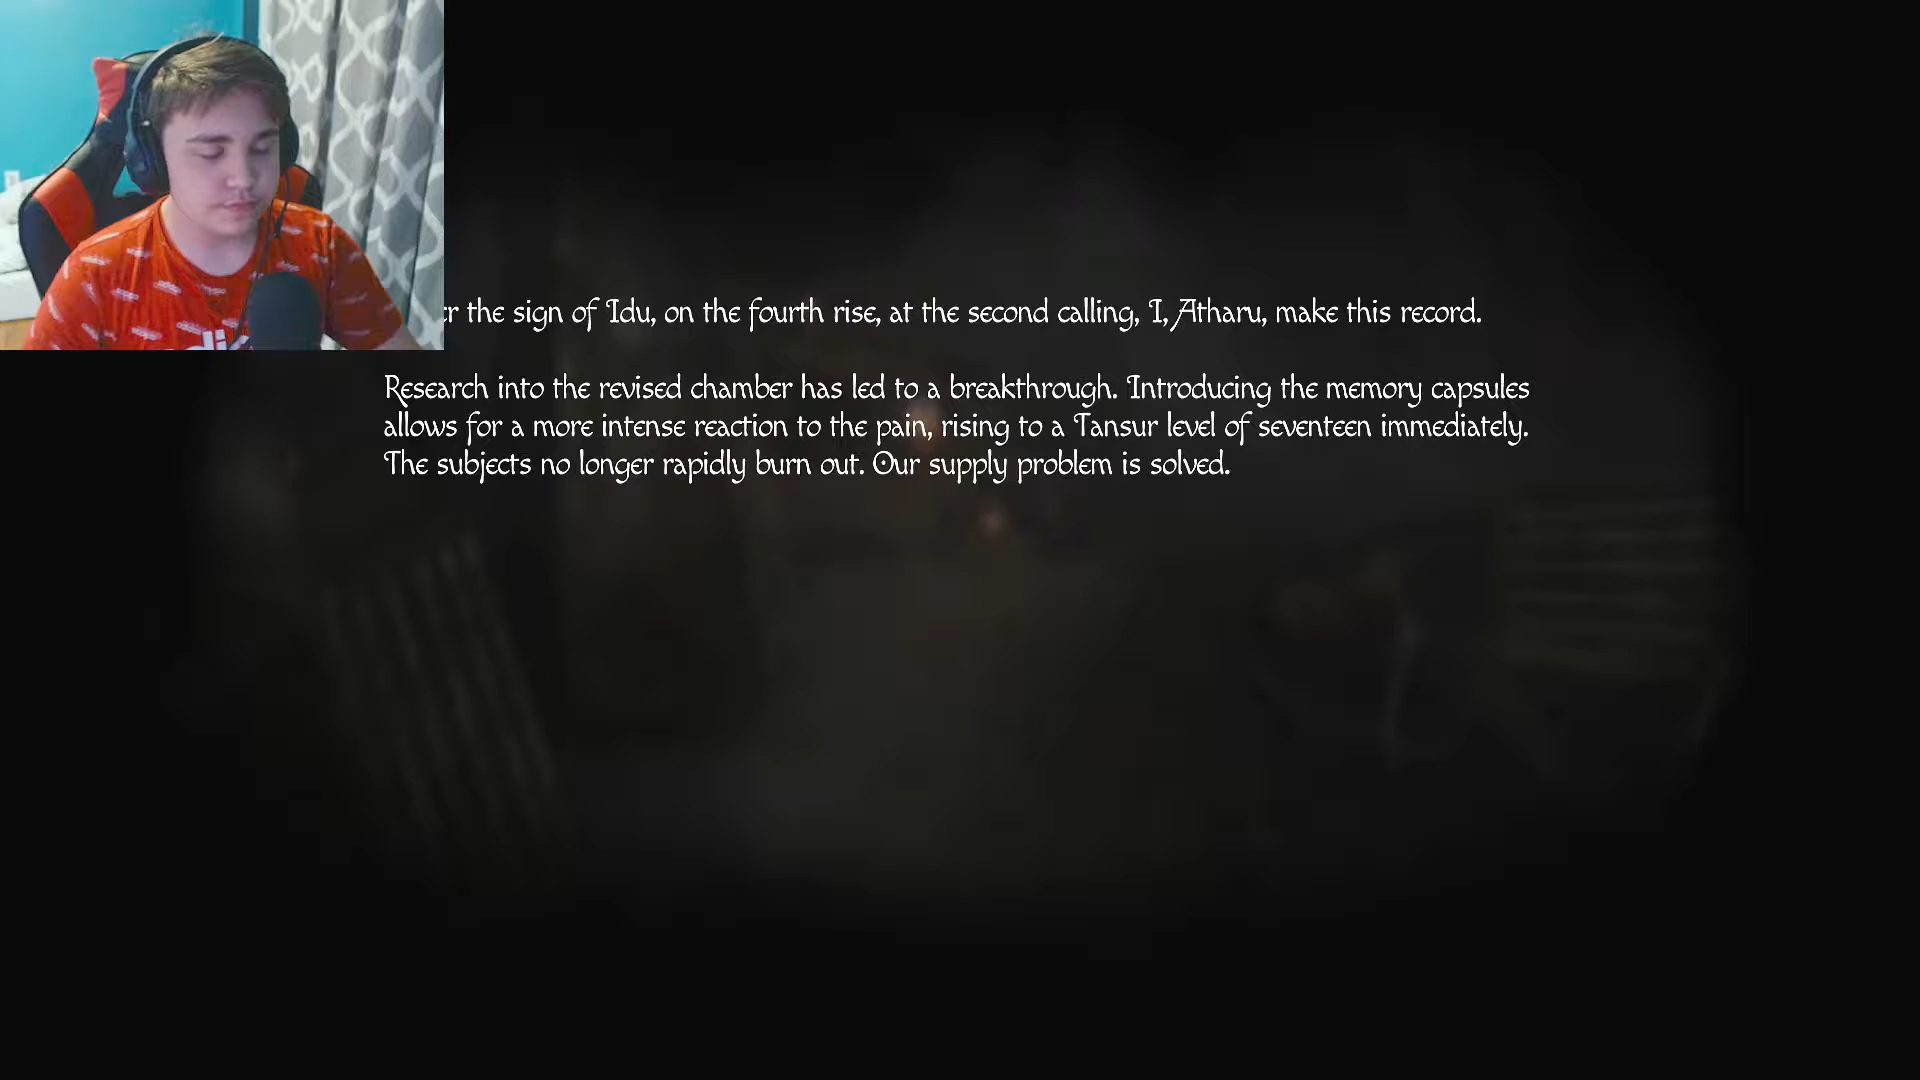 the sign of Idu, on the fourth rise, at the second calling, I, Atharu, make this record.
Research into the revised chamber has led to a breakthrough. Introducing the memory capsules
allows for a more intense reaction to the pain, rising to a Tansur level of seventeen immediately.
The subjects no longer rapidly burn out. Our supply problem is solved.